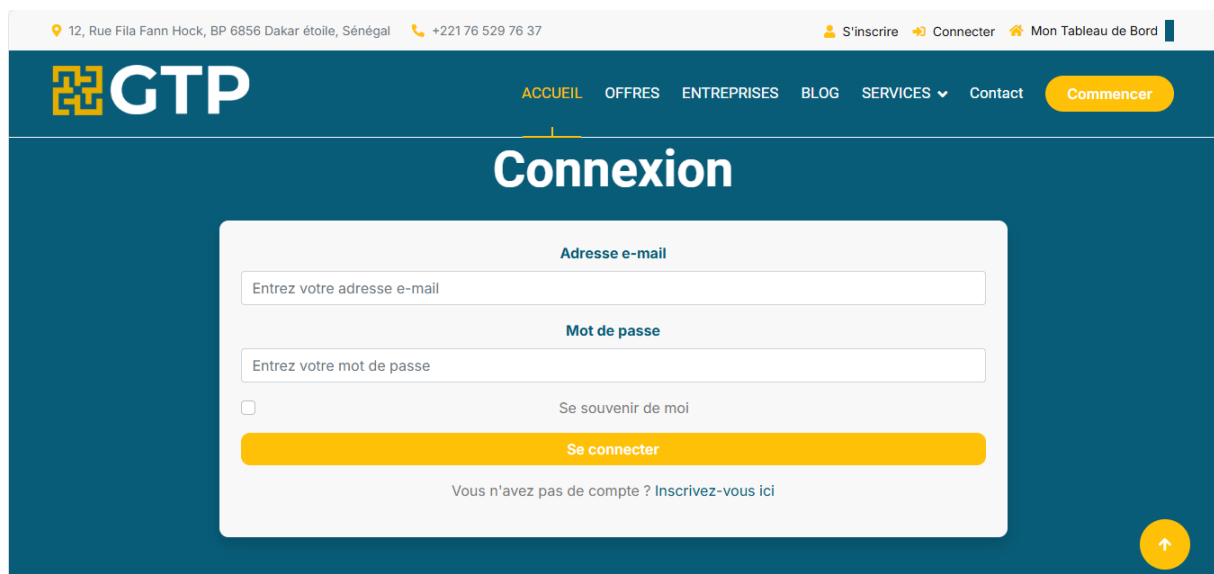 12, Rue Fila Fann Hock, BP 6856 Dakar étoile, Sénégal +221 76 529 76 37 S'inscrire Connecter Mon Tableau de Bord
GTP ACCUEIL OFFRES ENTREPRISES BLOG SERVICES Contact Commencer
Connexion
Adresse e-mail
Entrez votre adresse e-mail
Mot de passe
Entrez votre mot de passe
Se souvenir de moi
Se connecter
Vous n'avez pas de compte ? Inscrivez-vous ici